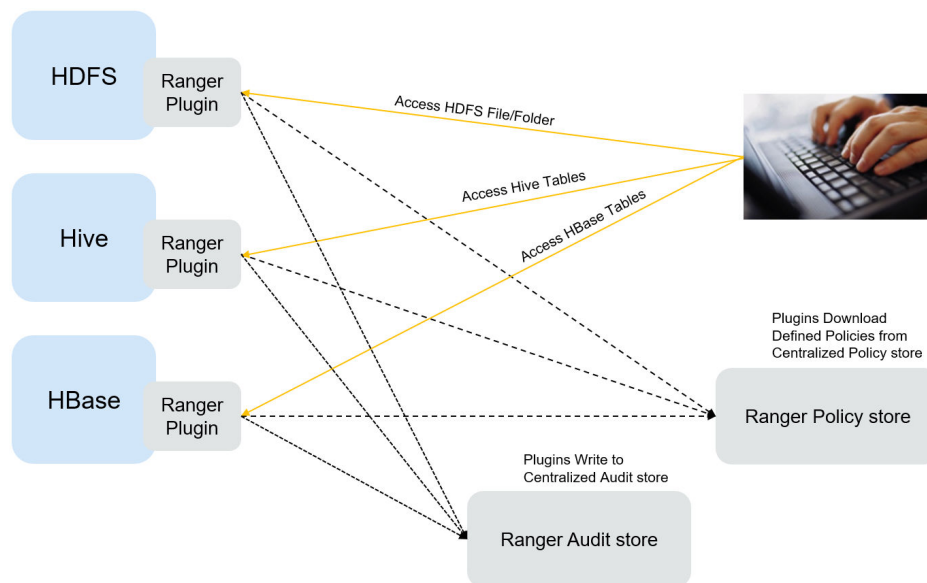 HDFS
Ranger
Plugin
Access HDFS File/Folder
Hive
Ranger
Plugin
Access Hive Tables
Access HBase Tables
HBase
Ranger
Plugin
Plugins Download
Defined Policies from
Centralized Policy store
Ranger Policy store
Plugins Write to
Centralized Audit store
Ranger Audit store